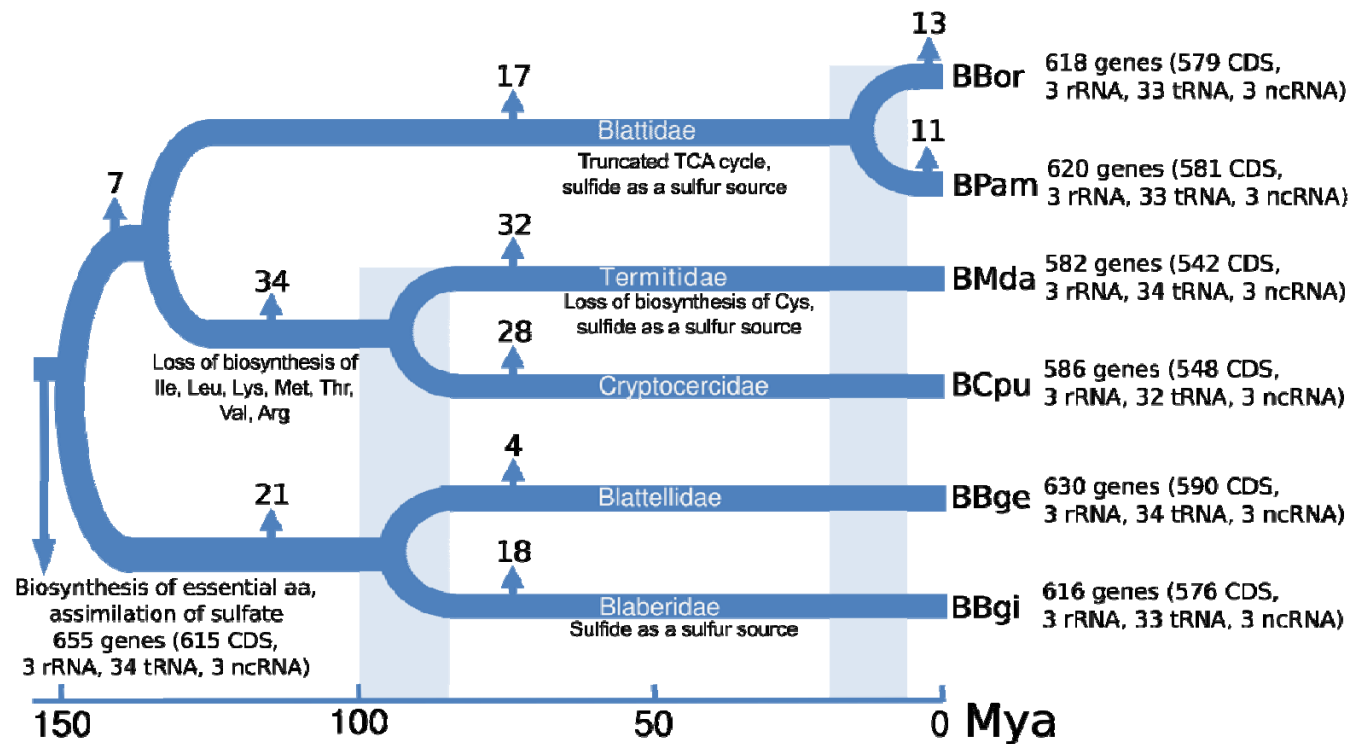 13
BBor
618 genes (579 CDS,
3 rRNA, 33 tRNA, 3 ncRNA)
17
Blattidae
Truncated TCA cycle,
sulfide as a sulfur source
11
BPam
620 genes (581 CDS,
3 rRNA, 33 tRNA, 3 ncRNA)
7
32
Termitidae
Loss of biosynthesis of Cys,
sulfide as a sulfur source
BMda
582 genes (542 CDS,
3 rRNA, 34 tRNA, 3 ncRNA)
34
Loss of biosynthesis of
Ile, Leu, Lys, Met, Thr,
Val, Arg
28
Cryptocercidae
BCpu
586 genes (548 CDS,
3 rRNA, 32 tRNA, 3 ncRNA)
4
Blattellidae
BBge
630 genes (590 CDS,
3 rRNA, 34 tRNA, 3 ncRNA)
21
18
Blaberidae
Sulfide as a sulfur source
BBgi
616 genes (576 CDS,
3 rRNA, 33 tRNA, 3 ncRNA)
Biosynthesis of essential aa,
assimilation of sulfate
655 genes (615 CDS,
3 rRNA, 34 tRNA, 3 ncRNA)
150 100 50 0 Mya